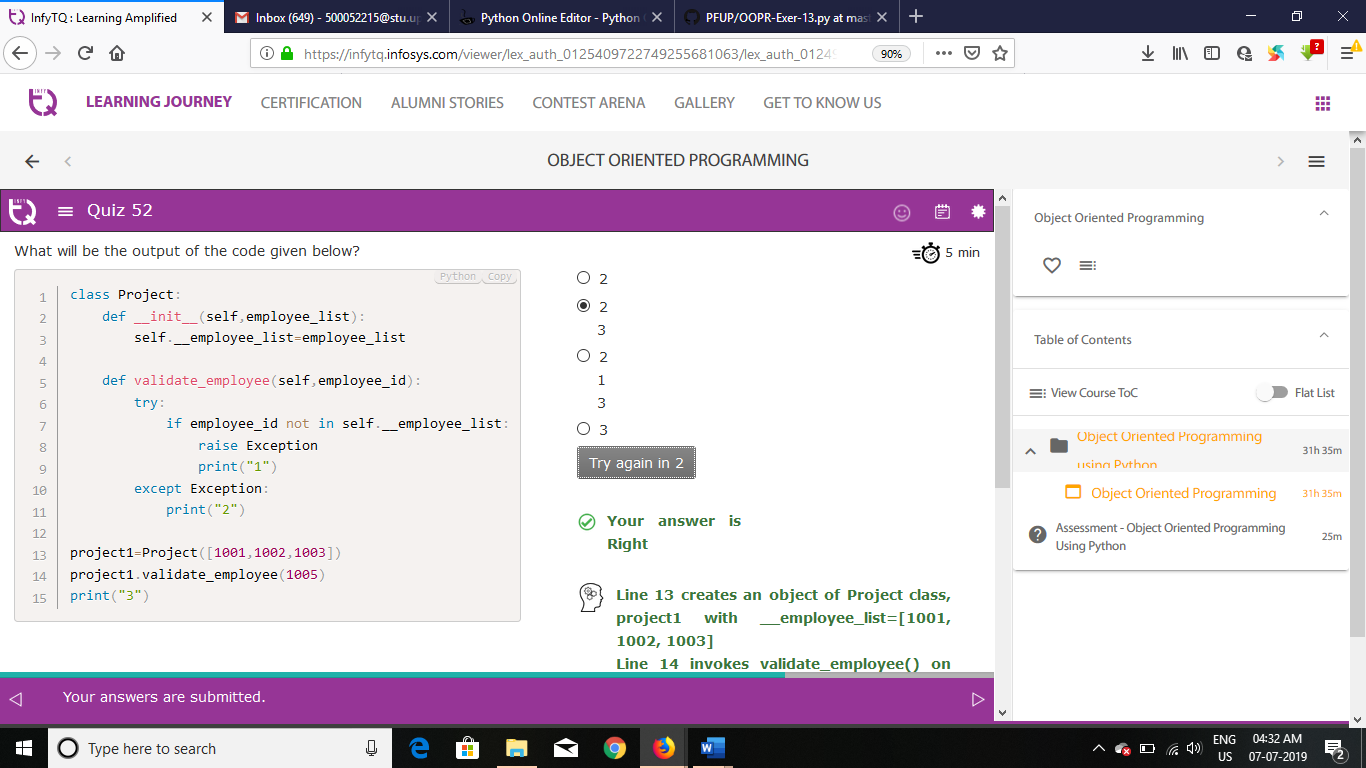 InfyTQ : Learning Amplified
Inbox (649) - 500052215@stu.up
Python Online Editor - Python
PFUP/OOPR-Exer-13.py at mas
https://infytq.infosys.com/viewer/lex_auth_0125409722749255681063/lex_auth_0124
90%
INFY TQ
LEARNING JOURNEY
CERTIFICATION
ALUMNI STORIES
CONTEST ARENA
GALLERY
GET TO KNOW US
OBJECT ORIENTED PROGRAMMING
Quiz 52
What will be the output of the code given below?
5 min
Python Copy
1 class Project:
2     def __init__(self,employee_list):
3         self.__employee_list=employee_list
4
5     def validate_employee(self,employee_id):
6         try:
7             if employee_id not in self.__employee_list:
8                 raise Exception
9                 print("1")
10         except Exception:
11             print("2")
12
13 project1=Project([1001,1002,1003])
14 project1.validate_employee(1005)
15 print("3")
2
2
3
2
1
3
3
Try again in 2
Your answer is
Right
Line 13 creates an object of Project class,
project1 with __employee_list=[1001,
1002, 1003]
Line 14 invokes validate_employee() on
Your answers are submitted.
Object Oriented Programming
Table of Contents
View Course ToC
Flat List
Object Oriented Programming
using Python
31h 35m
Object Oriented Programming
31h 35m
Assessment - Object Oriented Programming
Using Python
25m
Type here to search
ENG
US
04:32 AM
07-07-2019
2